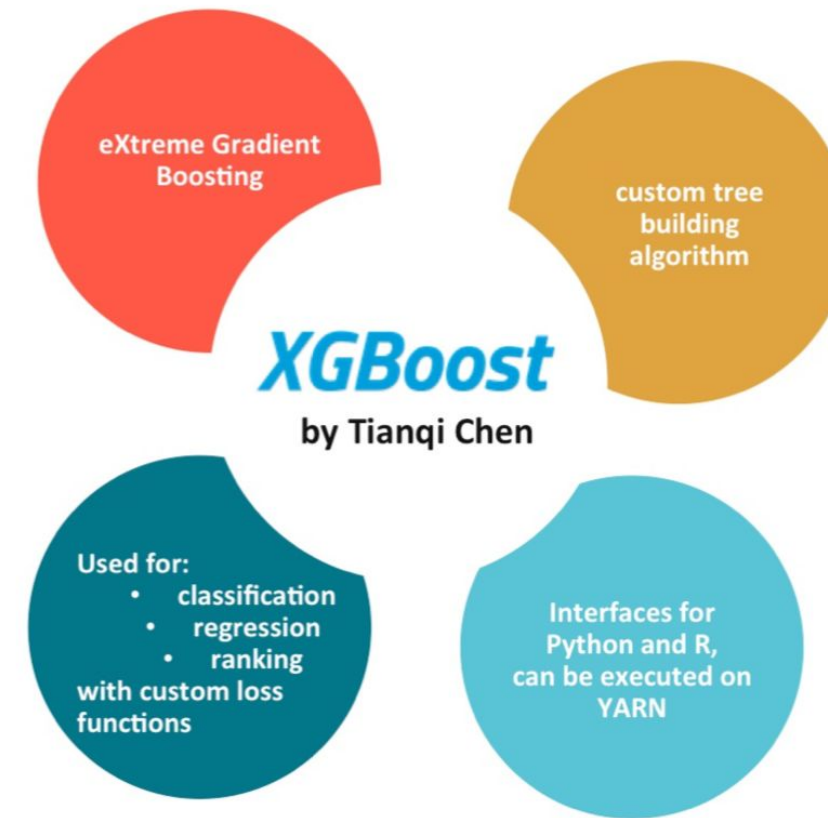 eXtreme Gradient
Boosting
custom tree
building
algorithm
XGBoost
by Tianqi Chen
Used for:
• classification
• regression
• ranking
with custom loss
functions
Interfaces for
Python and R,
can be executed on
YARN